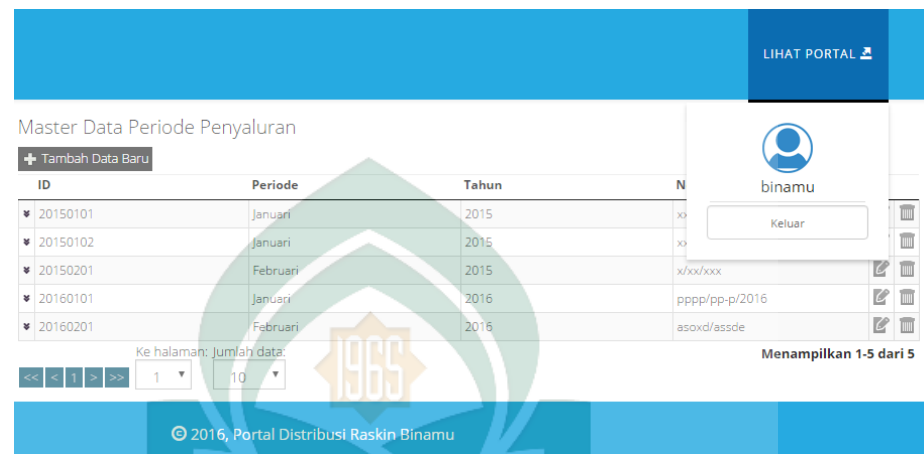 LIHAT PORTAL
Master Data Periode Penyaluran
Tambah Data Baru
binamu
Keluar
ID Periode Tahun N
20150101 Januari 2015
20150102 Januari 2015
20150201 Februari 2015 x/xx/xxx
20160101 Januari 2016 pppp/pp-p/2016
20160201 Februari 2016 asoxd/assde
Ke halaman: Jumlah data: Menampilkan 1-5 dari 5
<< < 1 > >> 1 10
1965
© 2016, Portal Distribusi Raskin Binamu